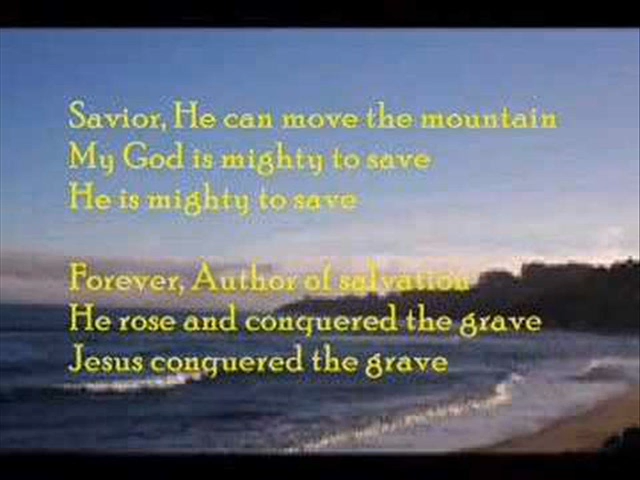 Savior, He can move the mountain
My God is mighty to save
He is mighty to save
Forever, Author of salvation
He rose and conquered the grave
Jesus conquered the grave